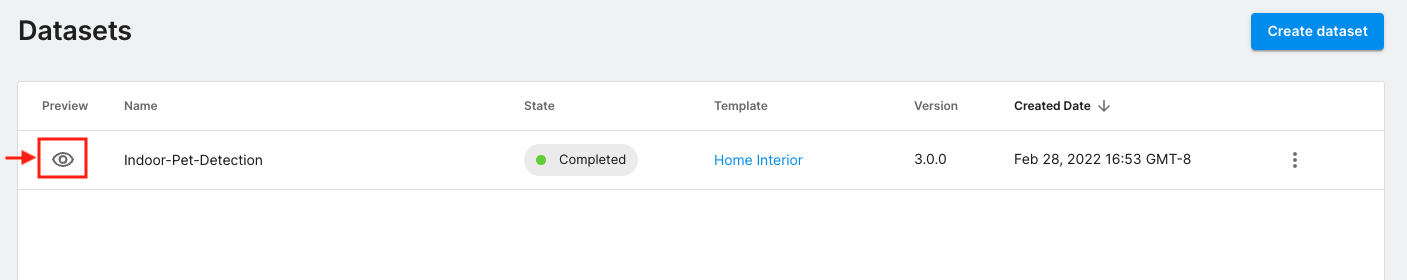 Datasets
Create dataset
Preview Name State Template Version Created Date
Indoor-Pet-Detection Completed Home Interior 3.0.0 Feb 28, 2022 16:53 GMT-8